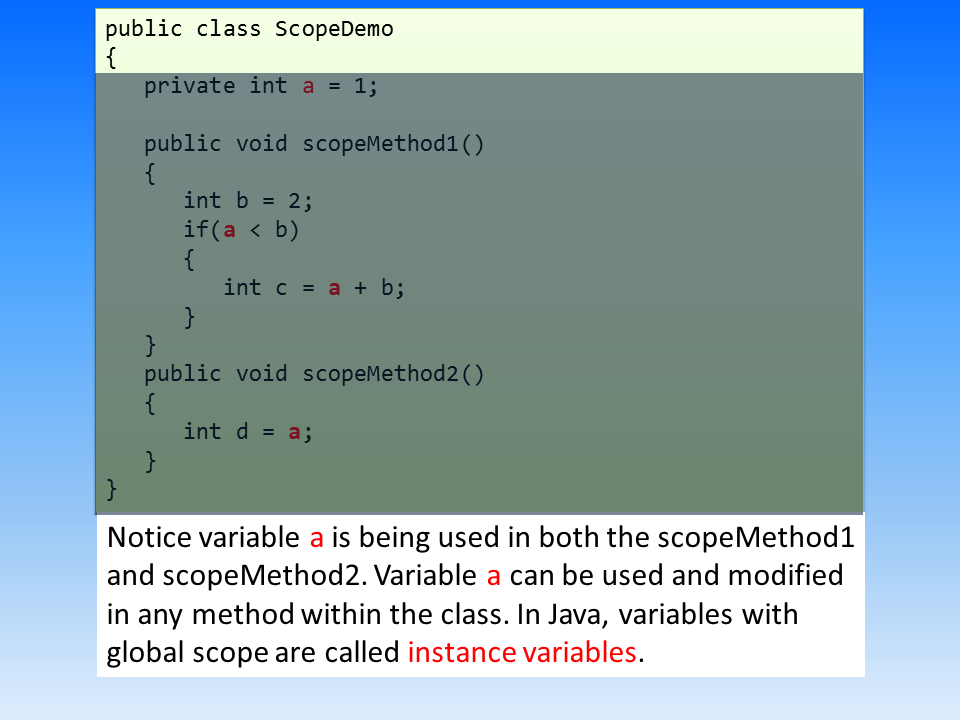 public class ScopeDemo
{
private int a = 1;
public void scopeMethod1()
{
int b = 2;
if(a < b)
{
int c = a + b;
}
}
public void scopeMethod2()
{
int d = a;
}
}
Notice variable a is being used in both the scopeMethod1
and scopeMethod2. Variable a can be used and modified
in any method within the class. In Java, variables with
global scope are called instance variables.